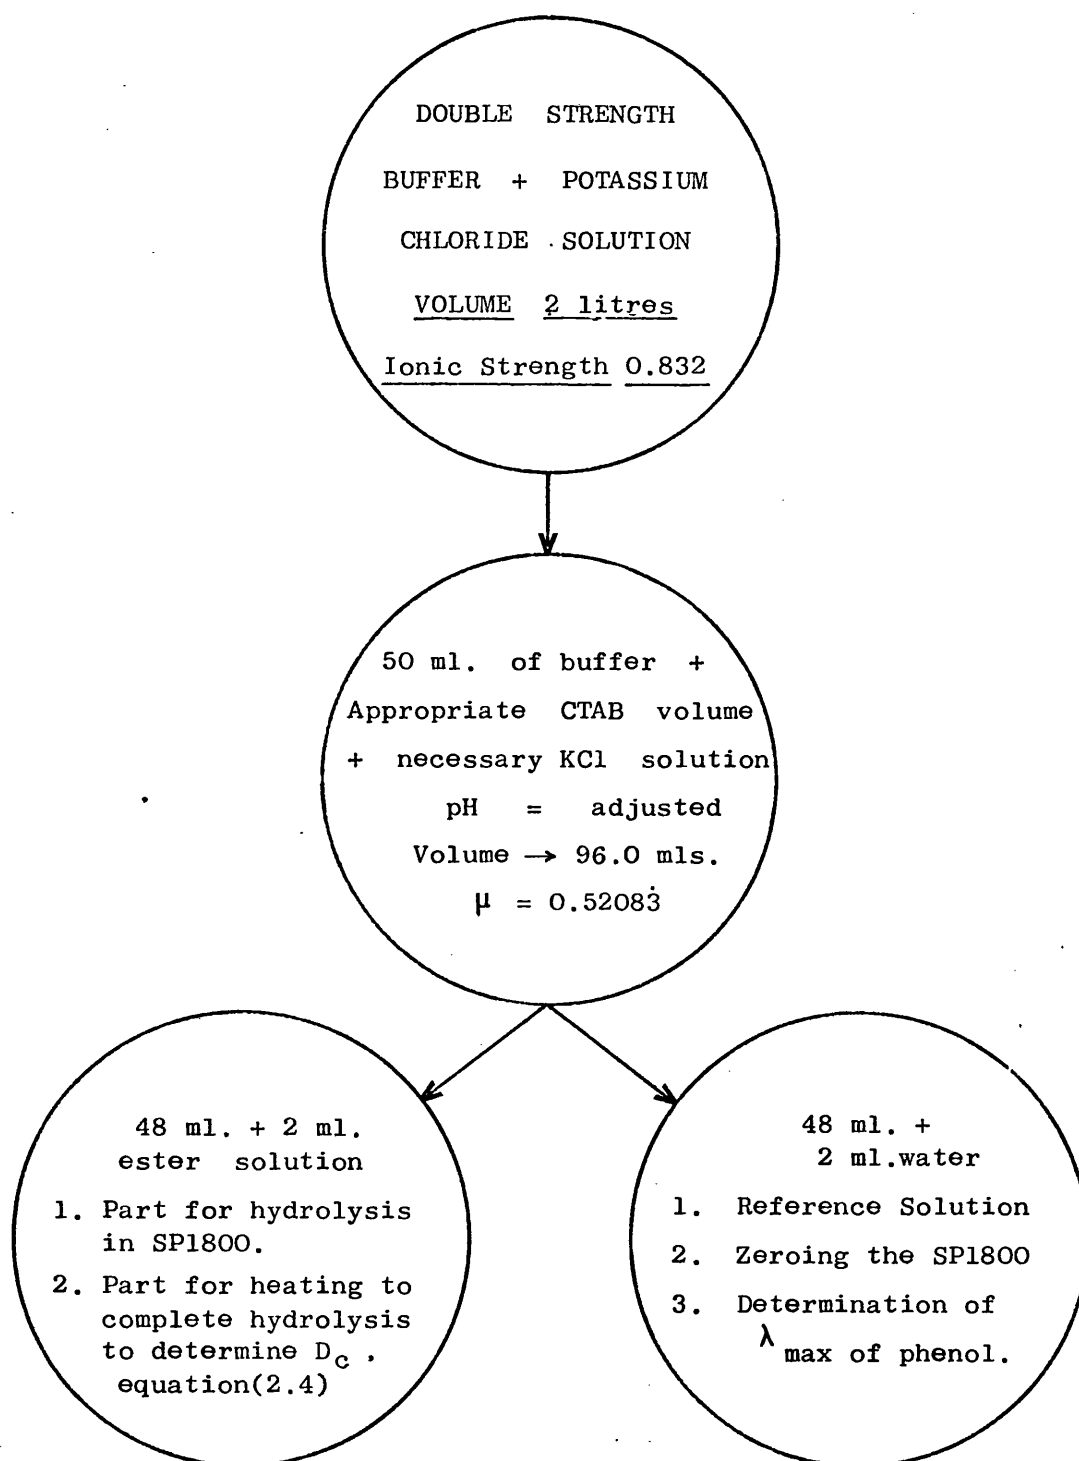 DOUBLE STRENGTH
BUFFER + POTASSIUM
CHLORIDE SOLUTION
VOLUME 2 litres
Ionic Strength 0.832
50 ml. of buffer +
Appropriate CTAB volume
+ necessary KCl solution
pH = adjusted
Volume → 96.0 mls.
μ = 0.52083̇
48 ml. + 2 ml.
ester solution
1. Part for hydrolysis
in SP1800.
2. Part for heating to
complete hydrolysis
to determine D_c .
equation(2.4)
48 ml. +
2 ml.water
1. Reference Solution
2. Zeroing the SP1800
3. Determination of
λ max of phenol.